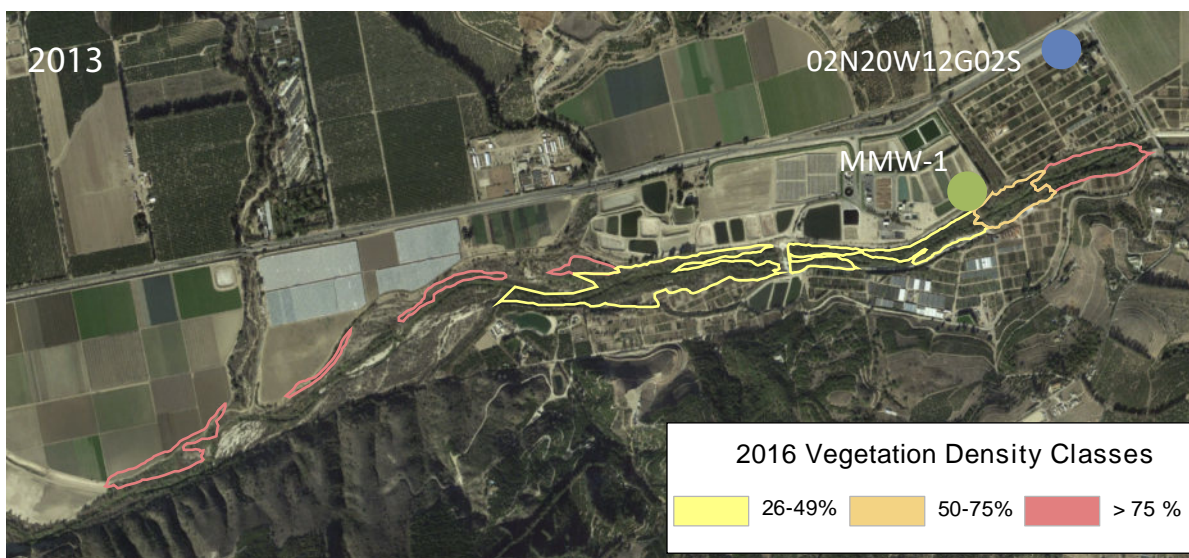 2013
02N20W12G02S
MMW-1
2016 Vegetation Density Classes
26-49%
50-75%
> 75 %